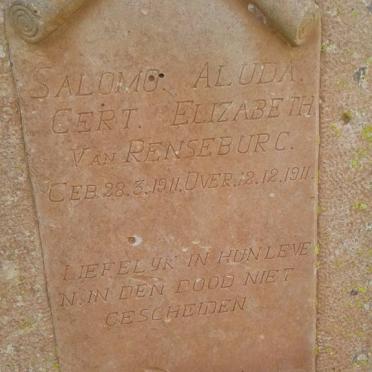 SALOMO. ALUDA.
GERT. ELIZABETH
VAN RENSEBURG.
GEB. 28.3.1911. OVER. 12.12.1911.
LIEFELYK IN HUN LEVE
N. IN DEN DOOD NIET
GESCHEIDEN